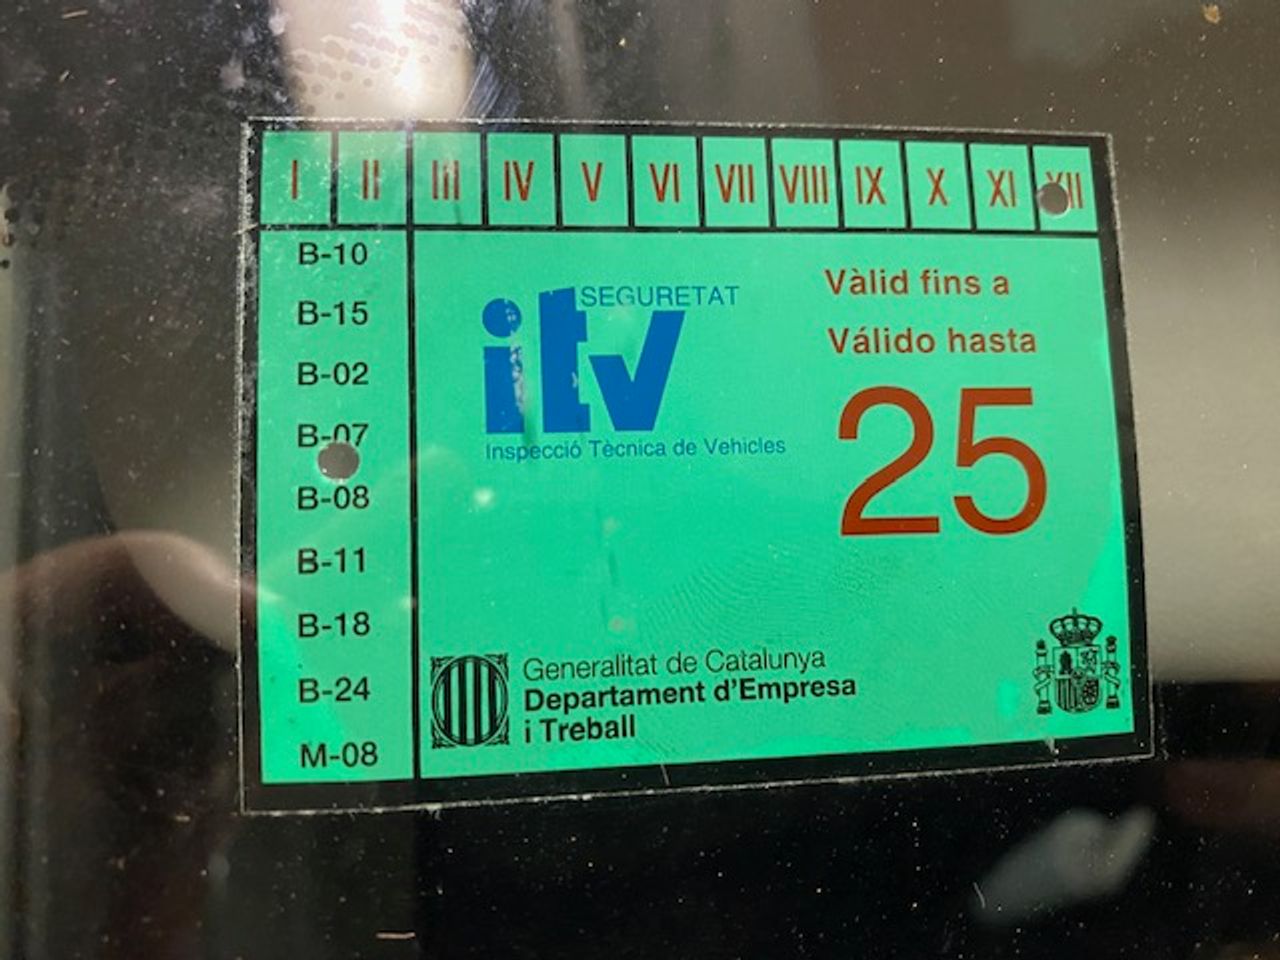 I II III IV V VI VII VIII IX X XI XII
B-10
B-15
B-02
B-07
B-08
B-11
B-18
B-24
M-08
itv SEGURETAT
Inspecció Tècnica de Vehicles
Vàlid fins a
Válido hasta
25
Generalitat de Catalunya
Departament d'Empresa
i Treball